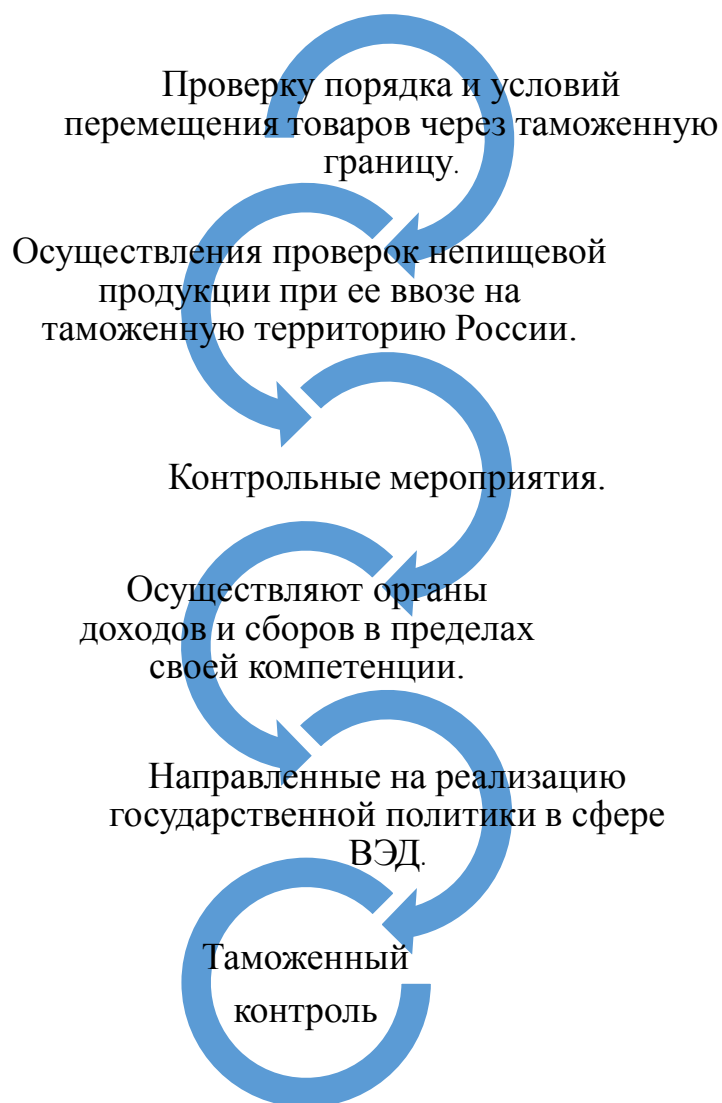 Проверку порядка и условий
перемещения товаров через таможенную
границу.
Осуществления проверок непищевой
продукции при ее ввозе на
таможенную территорию России.
Контрольные мероприятия.
Осуществляют органы
доходов и сборов в пределах
своей компетенции.
Направленные на реализацию
государственной политики в сфере
ВЭД.
Таможенный
контроль